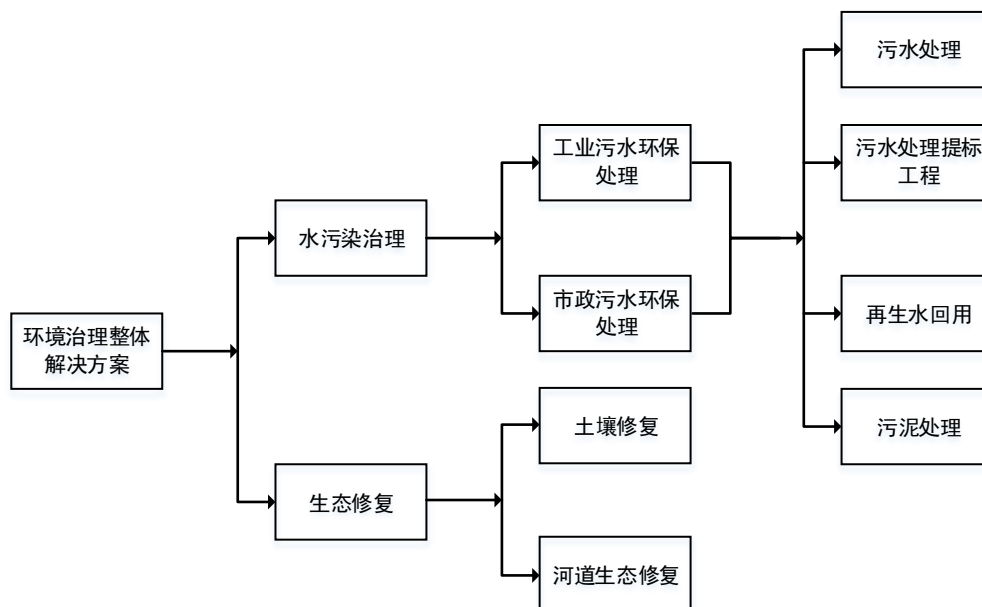 污水处理
工业污水环保
处理
污水处理提标
工程
水污染治理
市政污水环保
处理
再生水回用
环境治理整体
解决方案
土壤修复
污泥处理
生态修复
河道生态修复